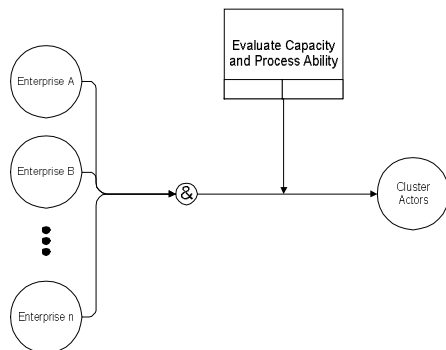 Evaluate Capacity
and Process Ability
Enterprise A
Enterprise B
&
Cluster
Actors
Enterprise n